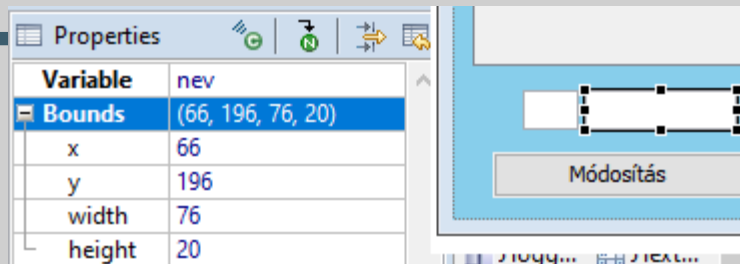 Properties
Variable nev
Bounds (66, 196, 76, 20)
x 66
y 196
width 76
height 20
Módosítás